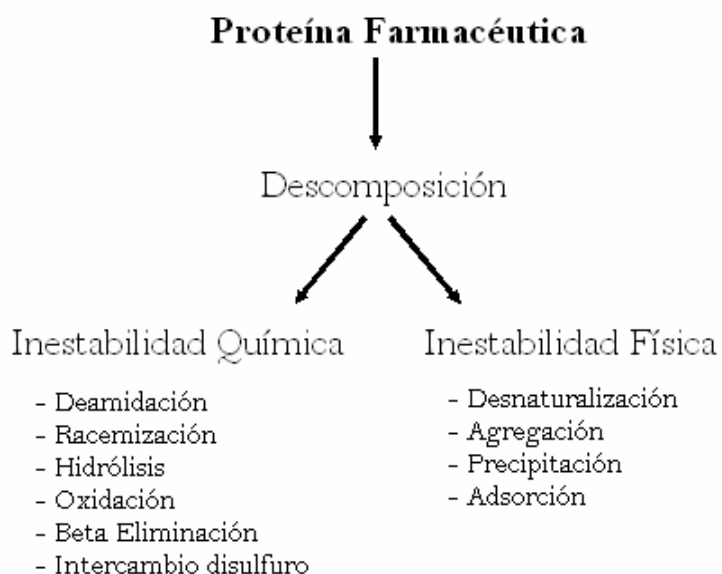 Proteína Farmacéutica
Descomposición
Inestabilidad Química
- Deamidación
- Racemización
- Hidrólisis
- Oxidación
- Beta Eliminación
- Intercambio disulfuro
Inestabilidad Física
- Desnaturalización
- Agregación
- Precipitación
- Adsorción